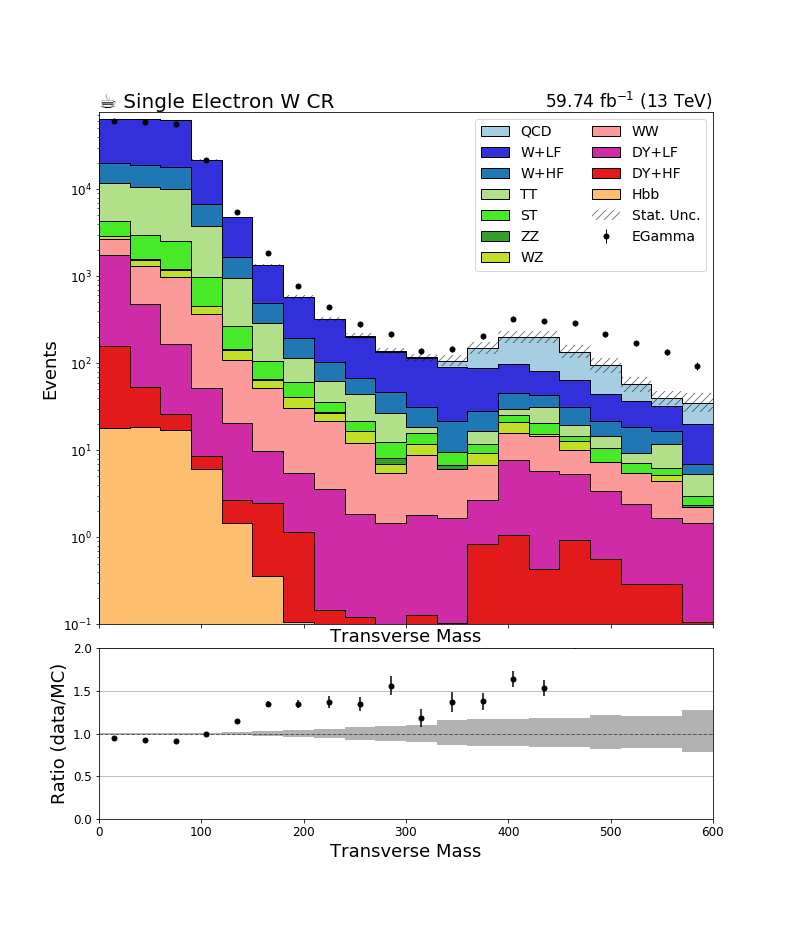 ☕ Single Electron W CR 59.74 fb⁻¹ (13 TeV)
QCD WW
W+LF DY+LF
W+HF DY+HF
TT Hbb
ST Stat. Unc.
ZZ EGamma
WZ
Events
10⁴
10³
10²
10¹
10⁰
10⁻¹
Transverse Mass
Ratio (data/MC)
2.0
1.5
1.0
0.5
0.0
0 100 200 300 400 500 600
Transverse Mass